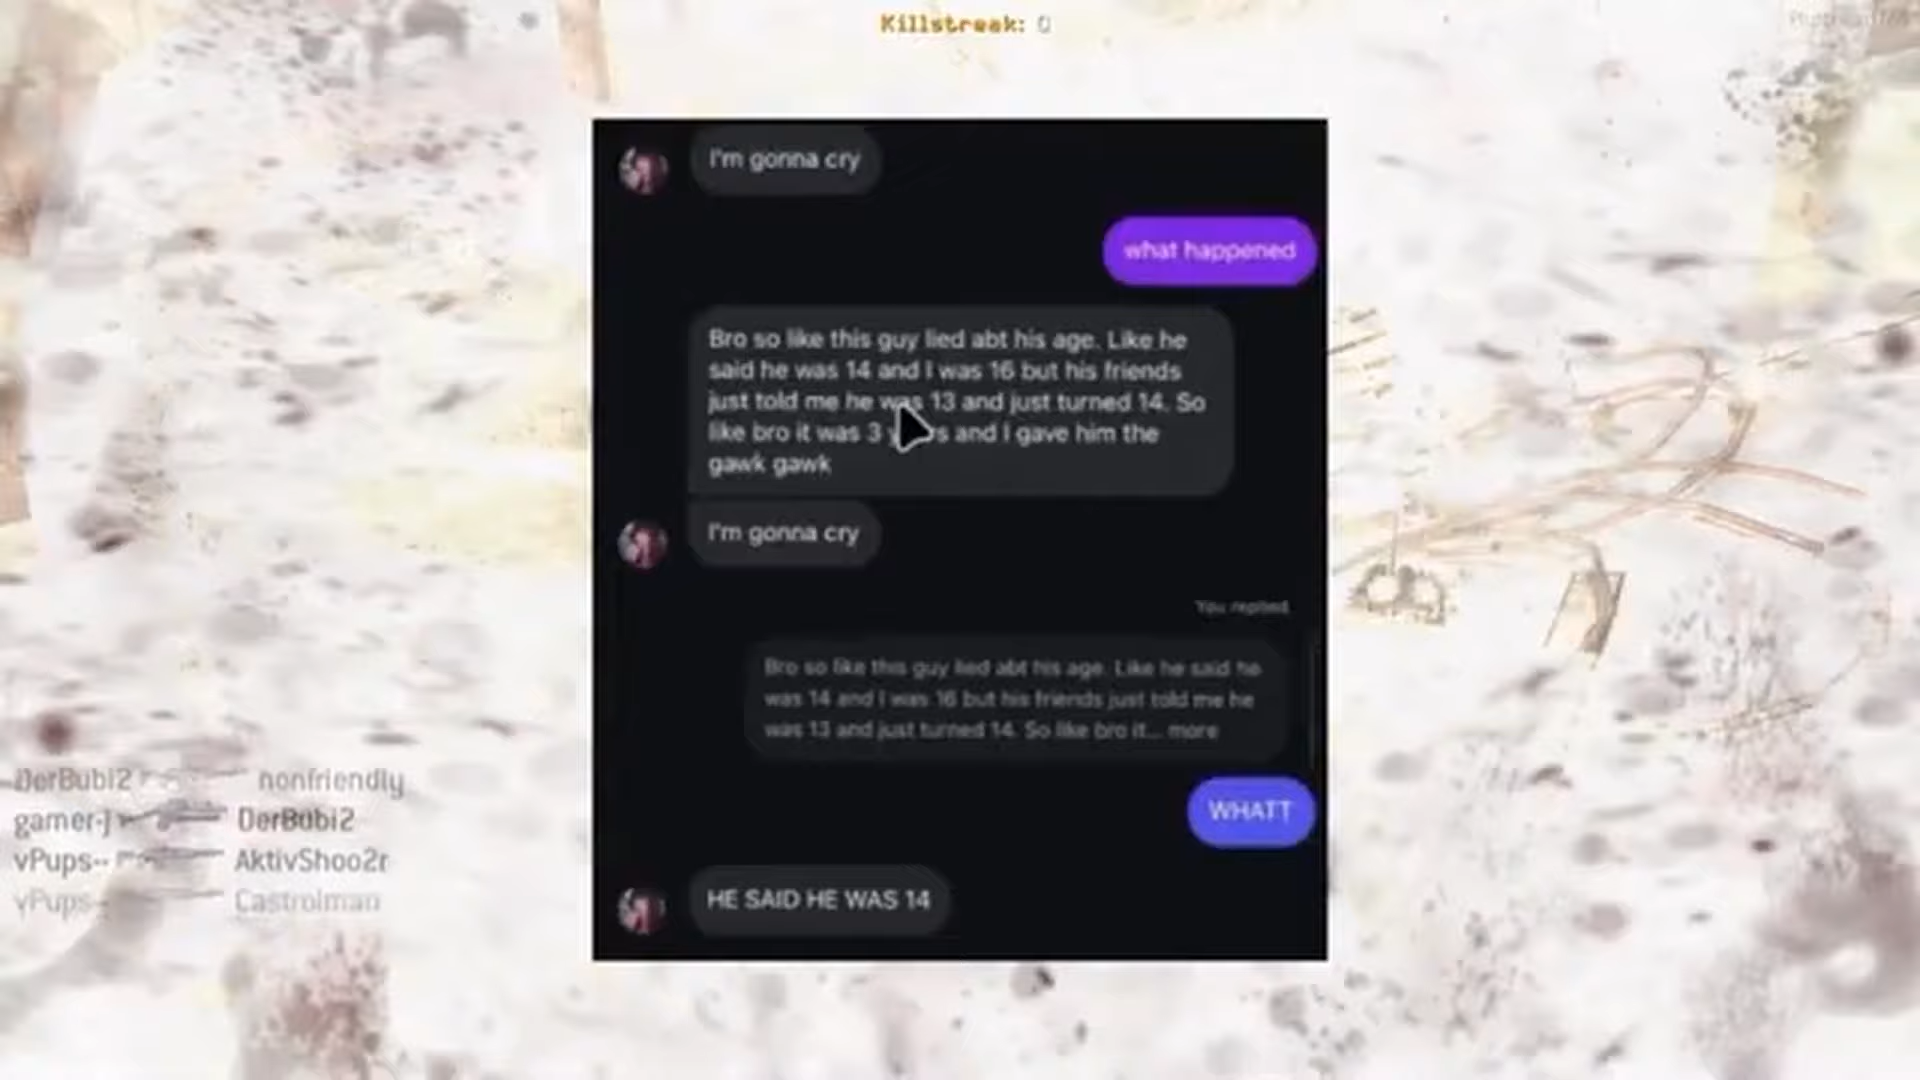 Killstreak: 0
I'm gonna cry
what happened
Bro so like this guy lied abt his age. Like he
said he was 14 and I was 16 but his friends
just told me he was 13 and just turned 14. So
like bro it was 3 and I gave him the
gawk gawk
I'm gonna cry
You replied
Bro so like this guy lied abt his age. Like he said he
was 14 and I was 16 but his friends just told me he
was 13 and just turned 14. So like bro it... more
WHATT
HE SAID HE WAS 14
DerBubi2 nonfriendly
gamer-j DerBubi2
vPups-- AktivShoo2r
vPups-- Castrolman